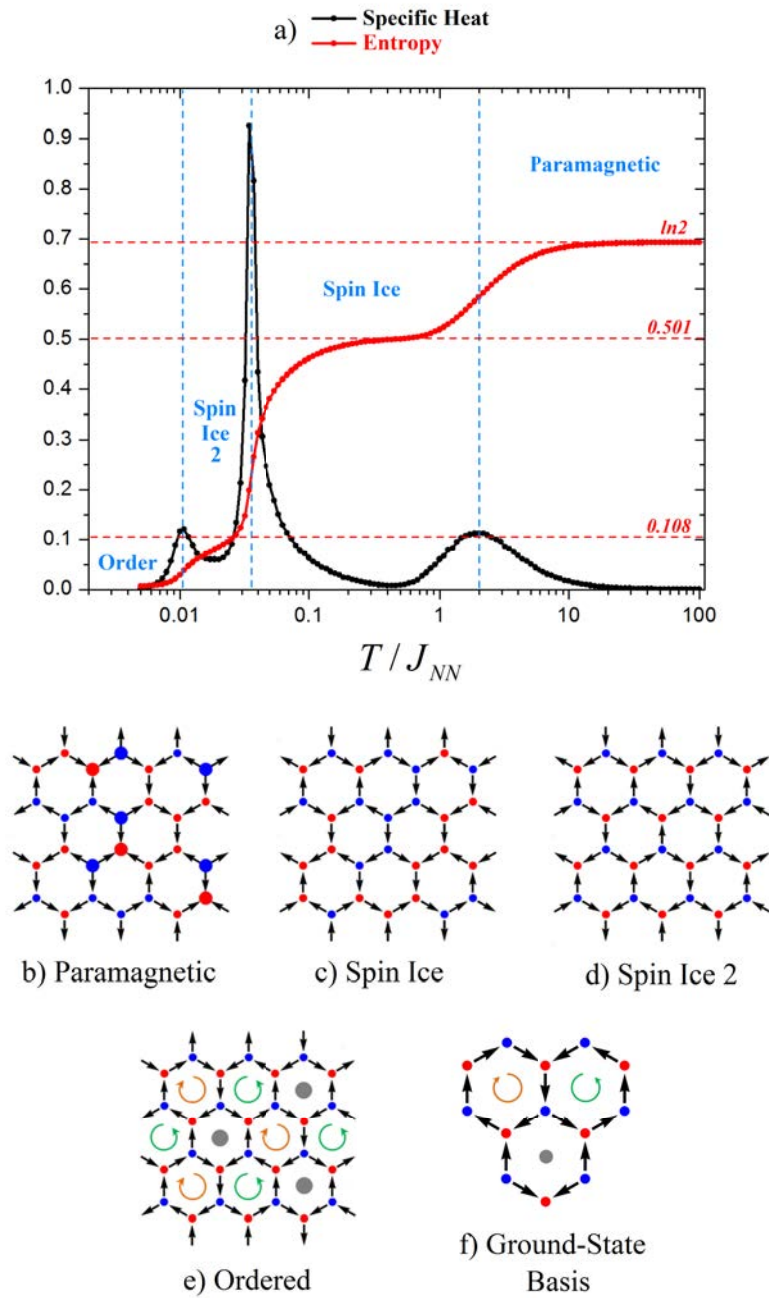 a)
Specific Heat
Entropy
1.0
0.9
0.8
0.7
0.6
0.5
0.4
0.3
0.2
0.1
0.0
Paramagnetic
ln2
Spin Ice
0.501
Spin
Ice
2
0.108
Order
0.01
0.1
1
10
100
T / J_NN
b) Paramagnetic
c) Spin Ice
d) Spin Ice 2
e) Ordered
f) Ground-State
Basis